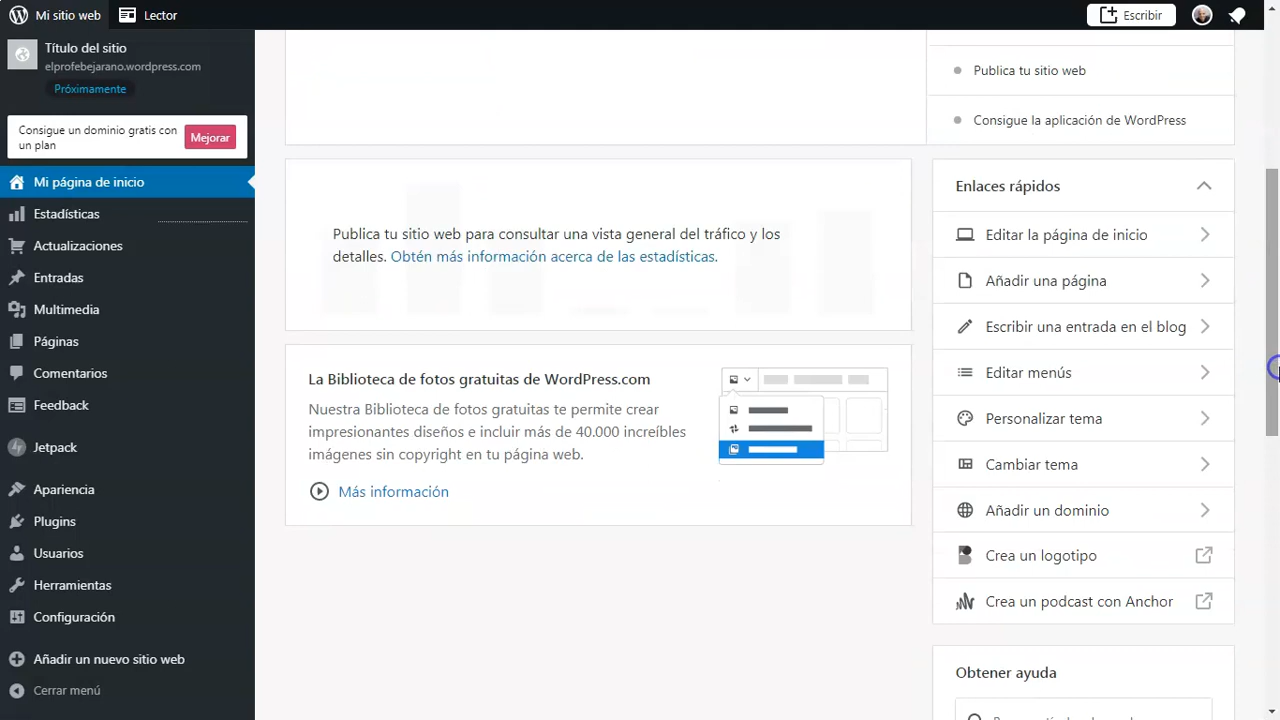 Mi sitio web
Lector
Escribir
Título del sitio
elprofebejarano.wordpress.com
Próximamente
Consigue un dominio gratis con
un plan
Mejorar
Mi página de inicio
Estadísticas
Actualizaciones
Entradas
Multimedia
Páginas
Comentarios
Feedback
Jetpack
Apariencia
Plugins
Usuarios
Herramientas
Configuración
Añadir un nuevo sitio web
Cerrar menú
Publica tu sitio web para consultar una vista general del tráfico y los
detalles. Obtén más información acerca de las estadísticas.
La Biblioteca de fotos gratuitas de WordPress.com
Nuestra Biblioteca de fotos gratuitas te permite crear
impresionantes diseños e incluir más de 40.000 increíbles
imágenes sin copyright en tu página web.
Más información
Publica tu sitio web
Consigue la aplicación de WordPress
Enlaces rápidos
Editar la página de inicio
Añadir una página
Escribir una entrada en el blog
Editar menús
Personalizar tema
Cambiar tema
Añadir un dominio
Crea un logotipo
Crea un podcast con Anchor
Obtener ayuda